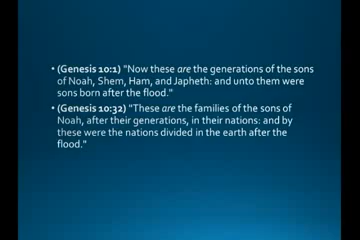 • (Genesis 10:1) "Now these are the generations of the sons
of Noah, Shem, Ham, and Japheth: and unto them were
sons born after the flood."
• (Genesis 10:32) "These are the families of the sons of
Noah, after their generations, in their nations: and by
these were the nations divided in the earth after the
flood."